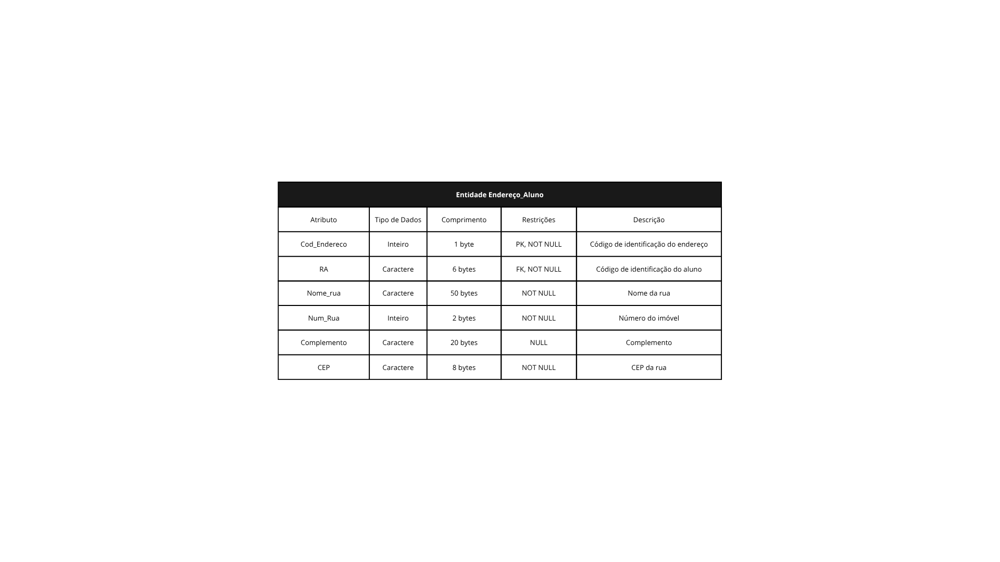 Entidade Endereço_Aluno
Atributo Tipo de Dados Comprimento Restrições Descrição
Cod_Endereco Inteiro 1 byte PK, NOT NULL Código de identificação do endereço
RA Caractere 6 bytes FK, NOT NULL Código de identificação do aluno
Nome_rua Caractere 50 bytes NOT NULL Nome da rua
Num_Rua Inteiro 2 bytes NOT NULL Número do imóvel
Complemento Caractere 20 bytes NULL Complemento
CEP Caractere 8 bytes NOT NULL CEP da rua